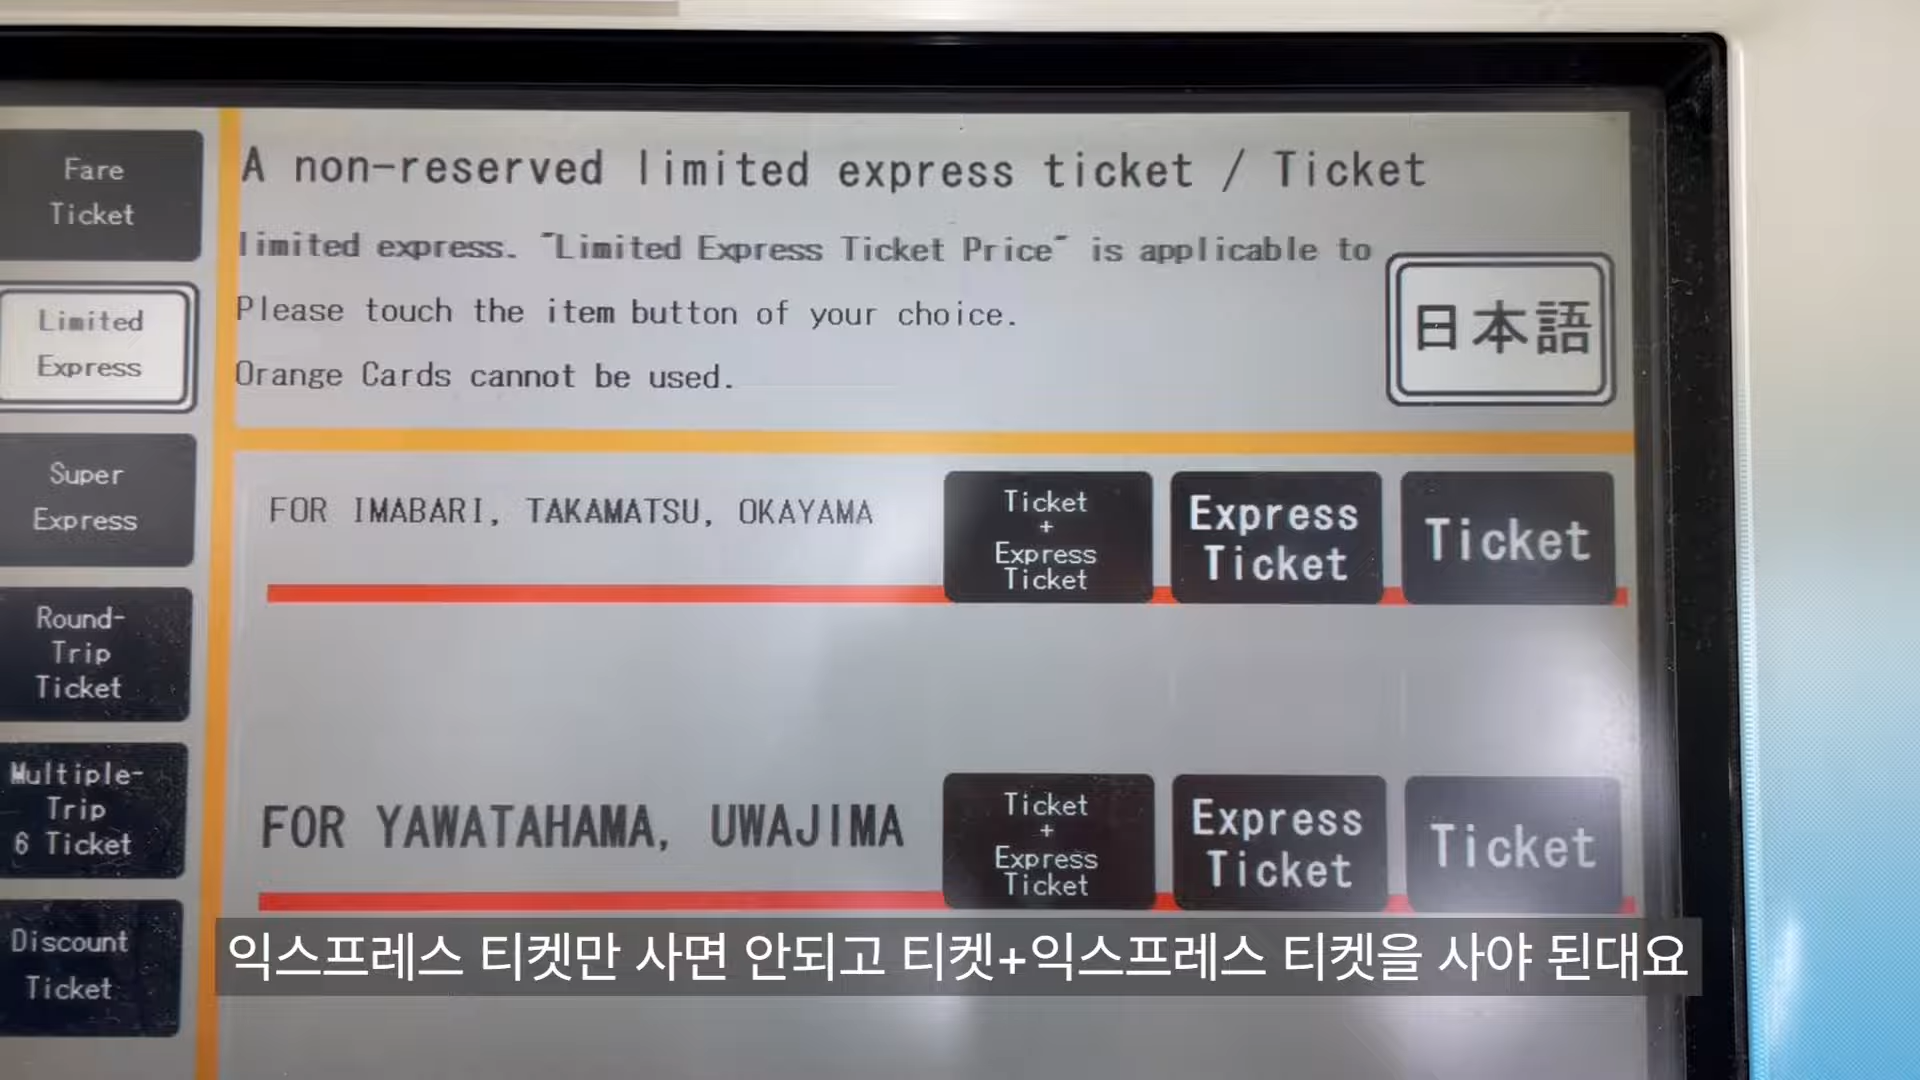 Fare
Ticket
Limited
Express
Super
Express
Round-
Trip
Ticket
Multiple-
Trip
6 Ticket
Discount
Ticket
A non-reserved limited express ticket / Ticket
limited express. "Limited Express Ticket Price" is applicable to
Please touch the item button of your choice.
Orange Cards cannot be used.
日本語
FOR IMABARI, TAKAMATSU, OKAYAMA
Ticket
+
Express
Ticket
Express
Ticket
Ticket
FOR YAWATAHAMA, UWAJIMA
Ticket
+
Express
Ticket
Express
Ticket
Ticket
익스프레스 티켓만 사면 안되고 티켓+익스프레스 티켓을 사야 된대요